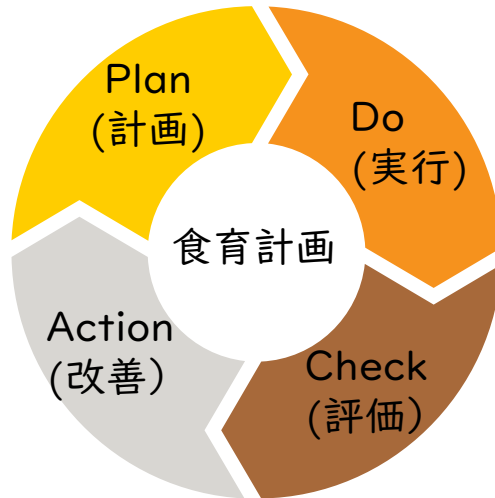 Plan
(計画)
Do
(実行)
Check
(評価)
Action
(改善)
食育計画